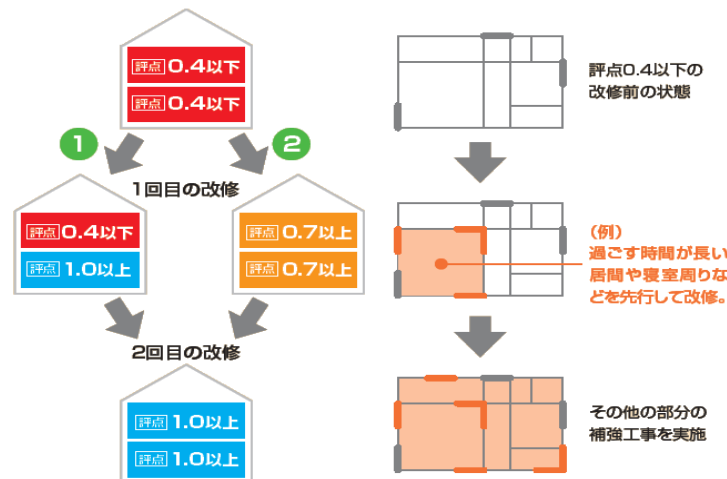 評点 0.4以下
評点 0.4以下
1
2
1回目の改修
評点 0.4以下
評点 1.0以上
評点 0.7以上
評点 0.7以上
2回目の改修
評点 1.0以上
評点 1.0以上
評点0.4以下の
改修前の状態
（例）
過ごす時間が長い
居間や寝室周りな
どを先行して改修。
その他の部分の
補強工事を実施